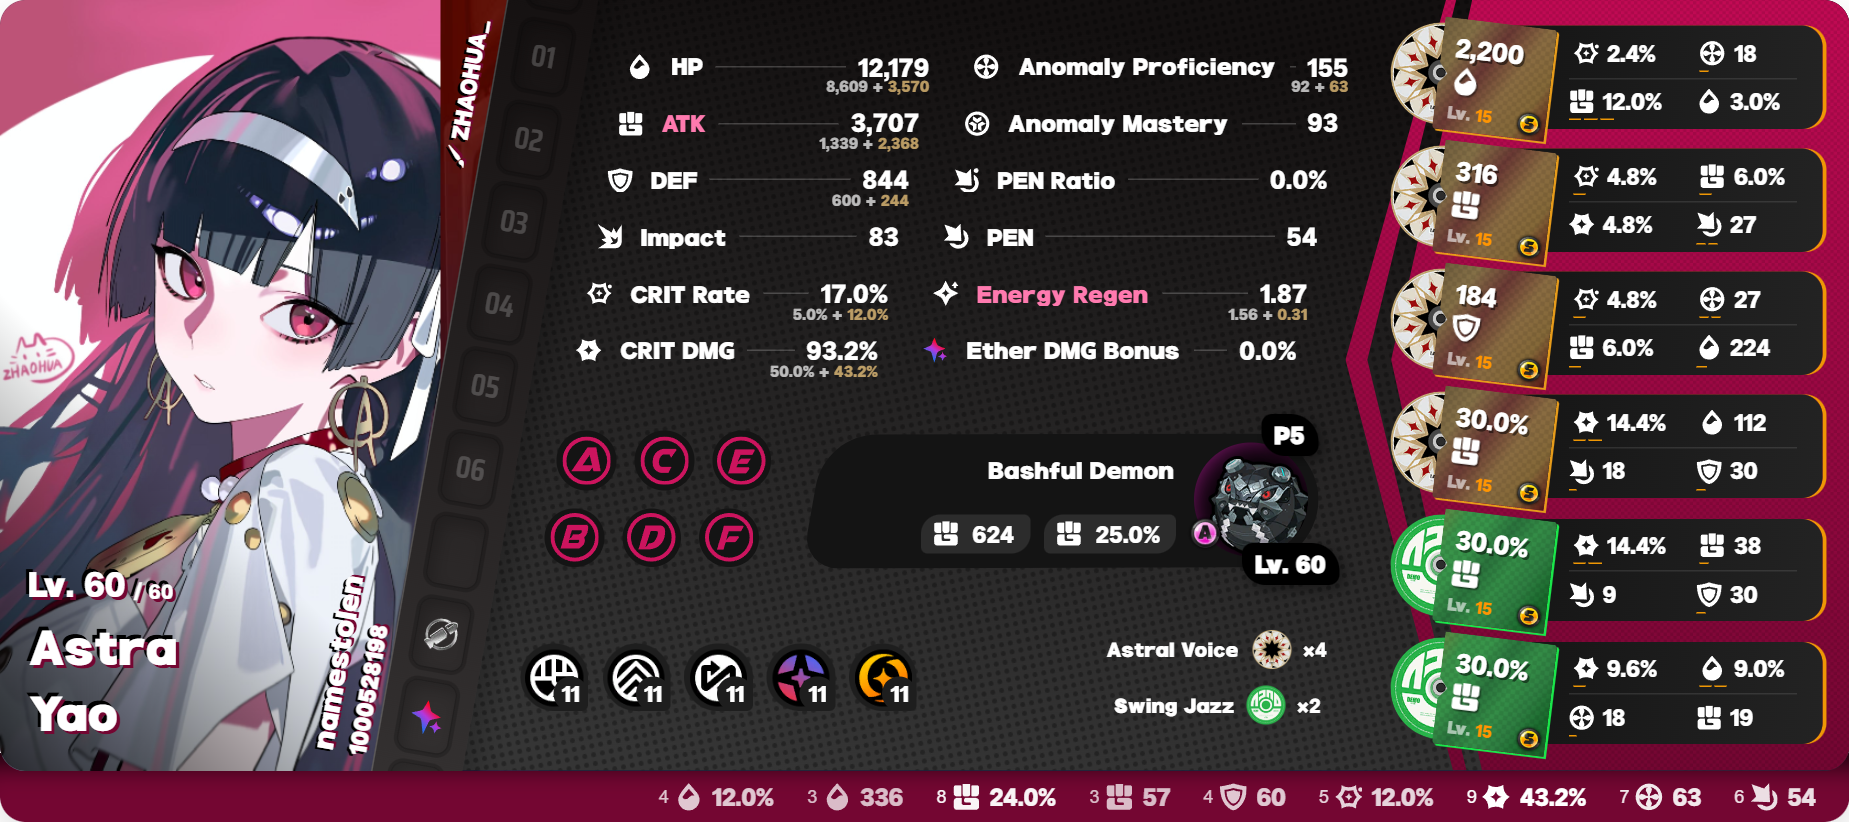 ZHAOHUA_
ZHAOHUA
Lv. 60 / 60
Astra
Yao
namestolen
1000528198
01
02
03
04
05
06
HP 12,179
8,609 + 3,570
ATK 3,707
1,339 + 2,368
DEF 844
600 + 244
Impact 83
CRIT Rate 17.0%
5.0% + 12.0%
CRIT DMG 93.2%
50.0% + 43.2%
Anomaly Proficiency 155
92 + 63
Anomaly Mastery 93
PEN Ratio 0.0%
PEN 54
Energy Regen 1.87
1.56 + 0.31
Ether DMG Bonus 0.0%
A C E
B D F
P5
Bashful Demon
624 25.0%
A
Lv. 60
11 11 11 11 11
Astral Voice ×4
Swing Jazz ×2
2,200
Lv. 15 S
2.4% 18
12.0% 3.0%
316
Lv. 15 S
4.8% 6.0%
4.8% 27
184
Lv. 15 S
4.8% 27
6.0% 224
30.0%
Lv. 15 S
14.4% 112
18 30
30.0%
Lv. 15 S
14.4% 38
9 30
30.0%
Lv. 15 S
9.6% 9.0%
18 19
4 12.0% 3 336 8 24.0% 3 57 4 60 5 12.0% 9 43.2% 7 63 6 54